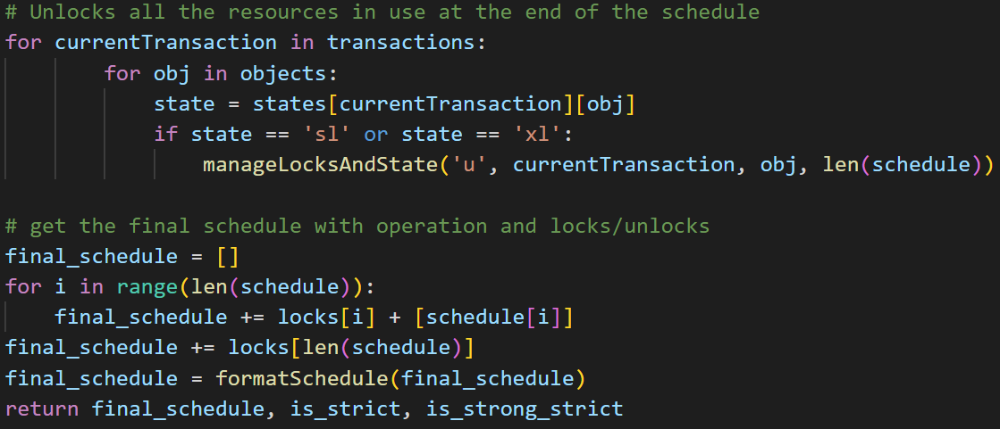 # Unlocks all the resources in use at the end of the schedule
for currentTransaction in transactions:
        for obj in objects:
            state = states[currentTransaction][obj]
            if state == 'sl' or state == 'xl':
                manageLocksAndState('u', currentTransaction, obj, len(schedule))

# get the final schedule with operation and locks/unlocks
final_schedule = []
for i in range(len(schedule)):
    final_schedule += locks[i] + [schedule[i]]
final_schedule += locks[len(schedule)]
final_schedule = formatSchedule(final_schedule)
return final_schedule, is_strict, is_strong_strict